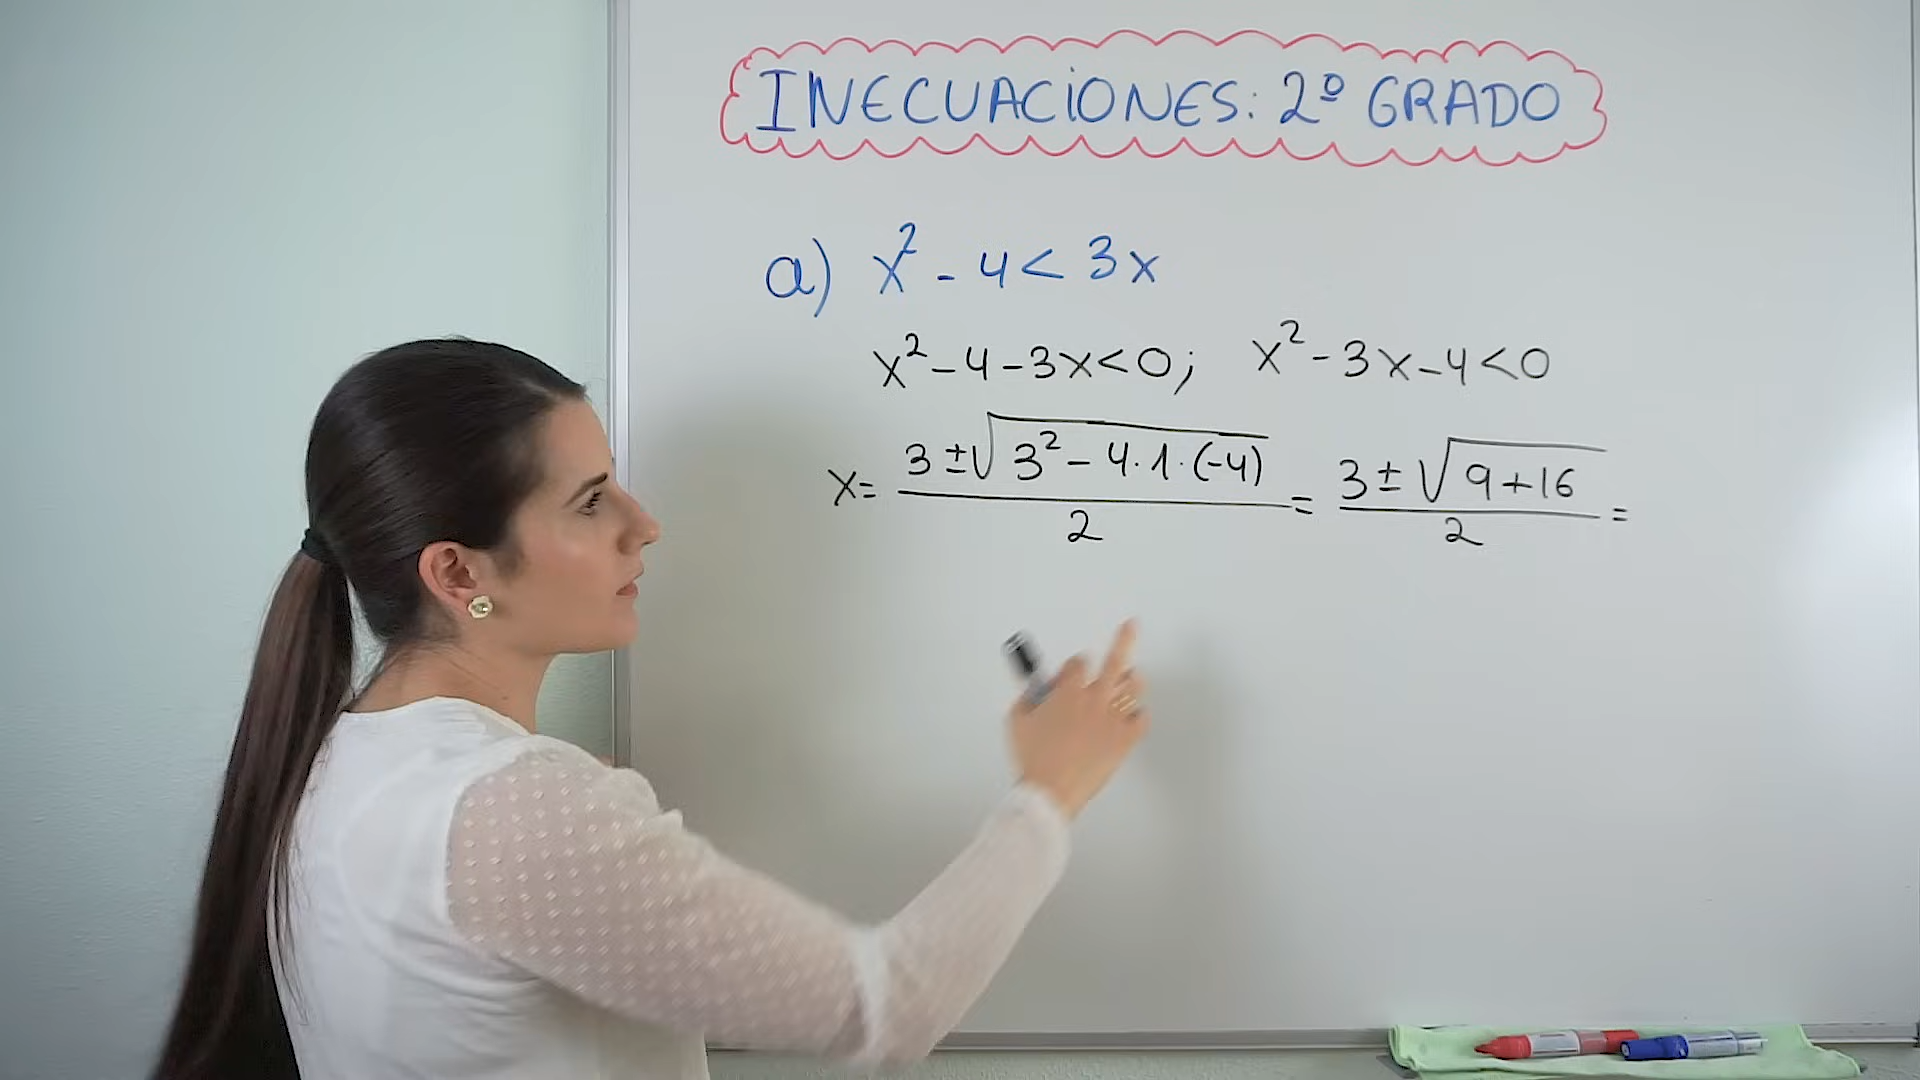 INECUACIONES: 2º GRADO
a) x² - 4 < 3x
x² - 4 - 3x < 0; x² - 3x - 4 < 0
x = (3 ± √(3² - 4·1·(-4)))/2 = (3 ± √(9+16))/2 =